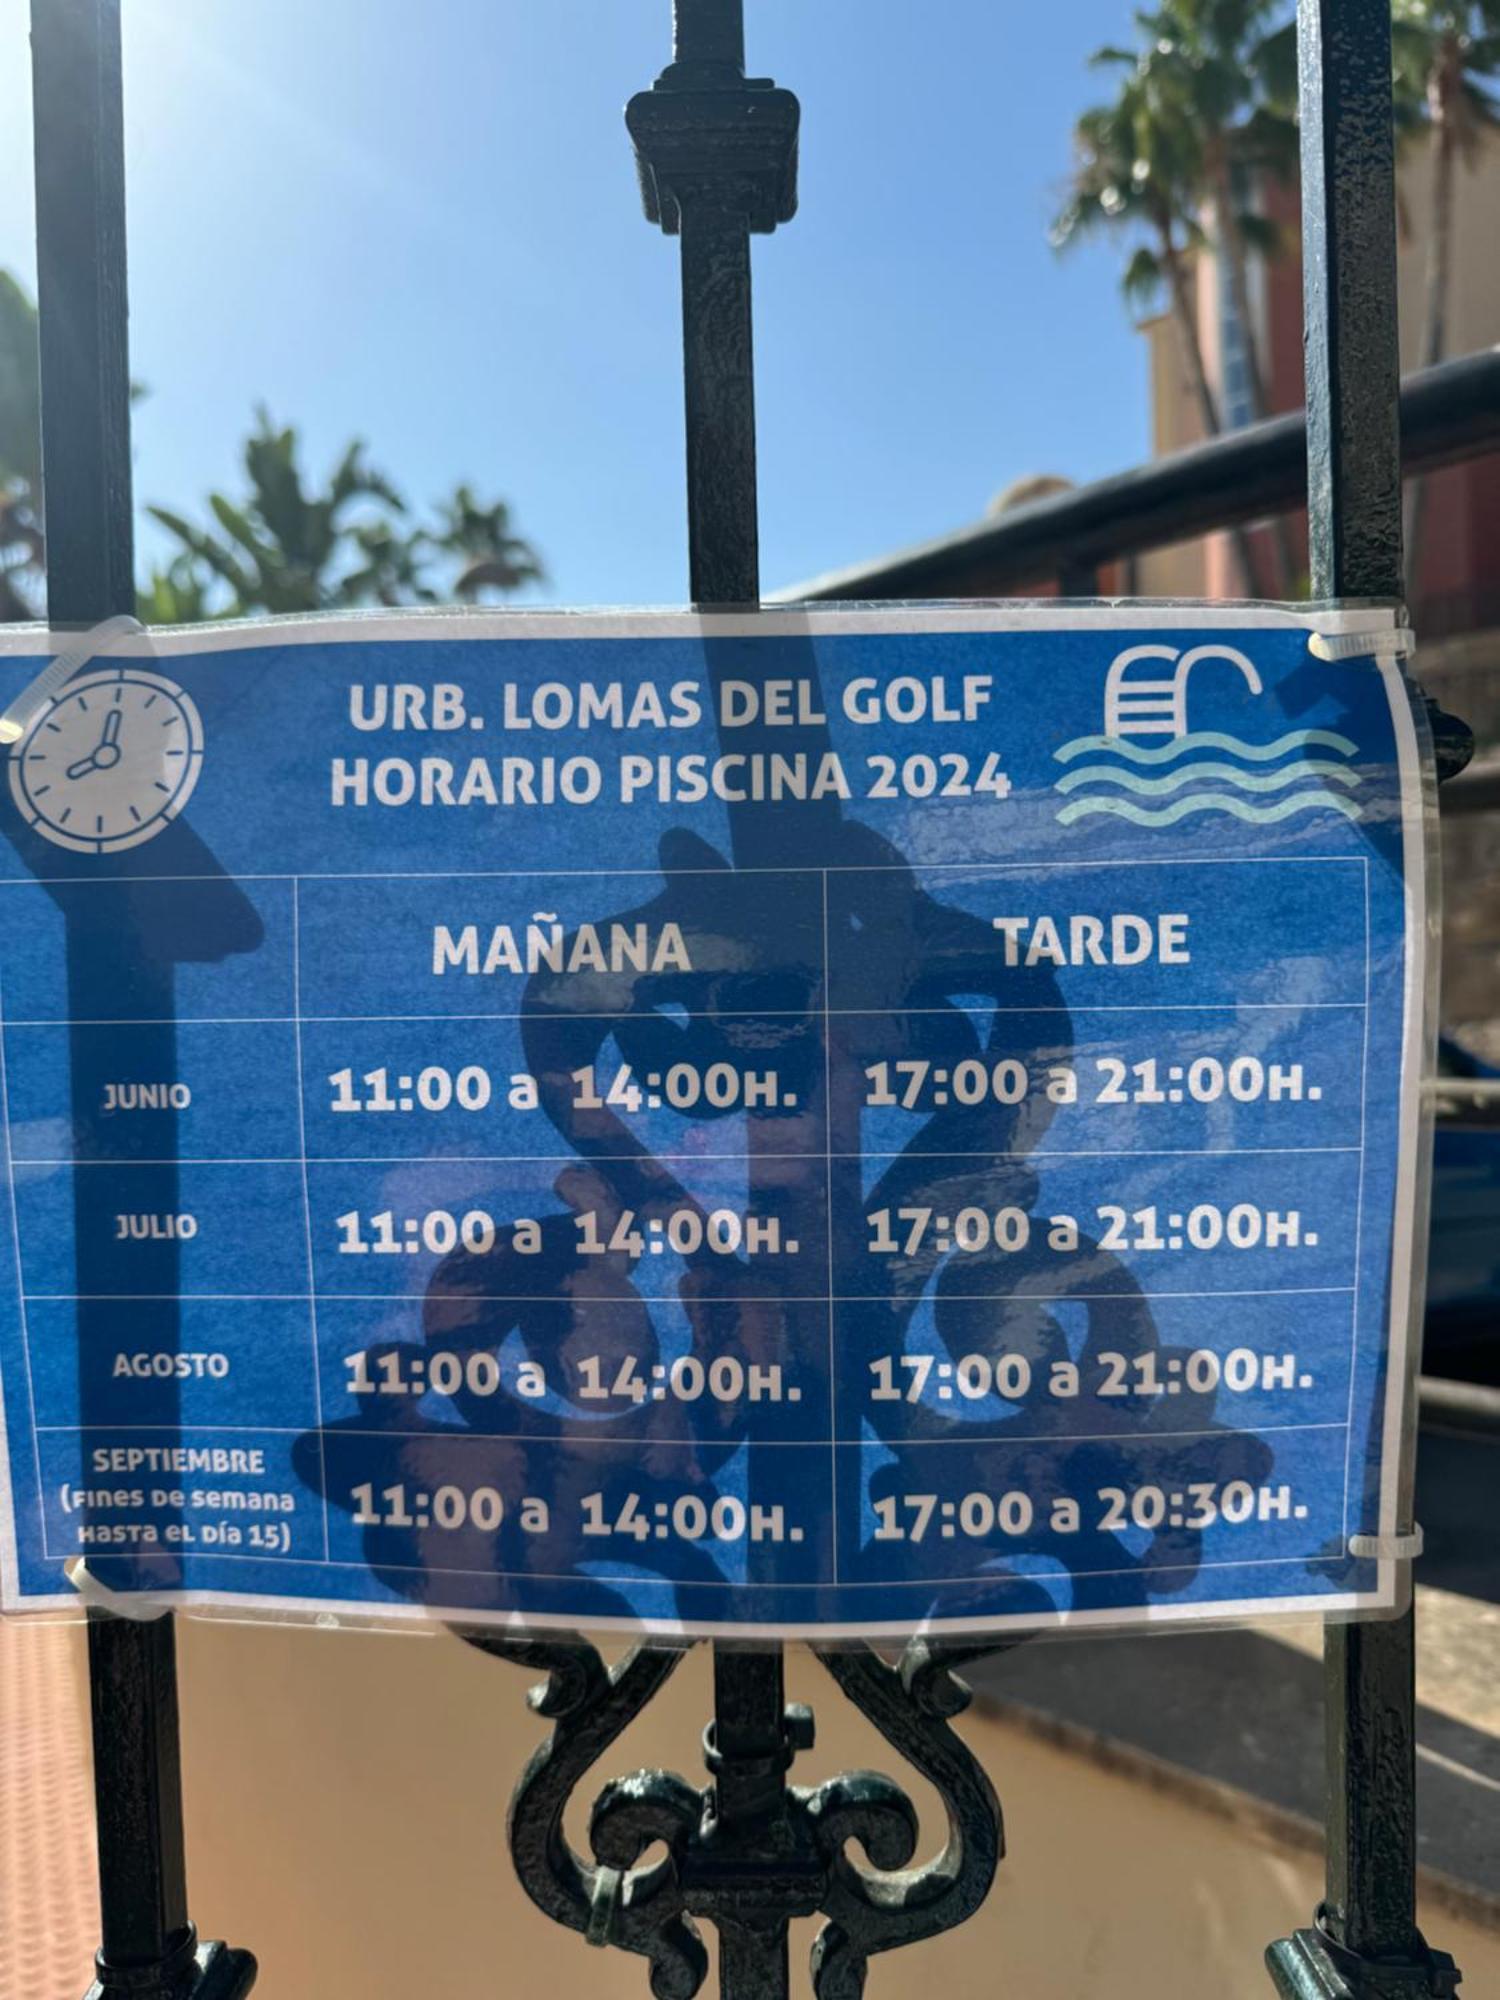 URB. LOMAS DEL GOLF
HORARIO PISCINA 2024
MAÑANA TARDE
JUNIO 11:00 a 14:00H. 17:00 a 21:00H.
JULIO 11:00 a 14:00H. 17:00 a 21:00H.
AGOSTO 11:00 a 14:00H. 17:00 a 21:00H.
SEPTIEMBRE
(Fines de semana
hasta el día 15) 11:00 a 14:00H. 17:00 a 20:30H.